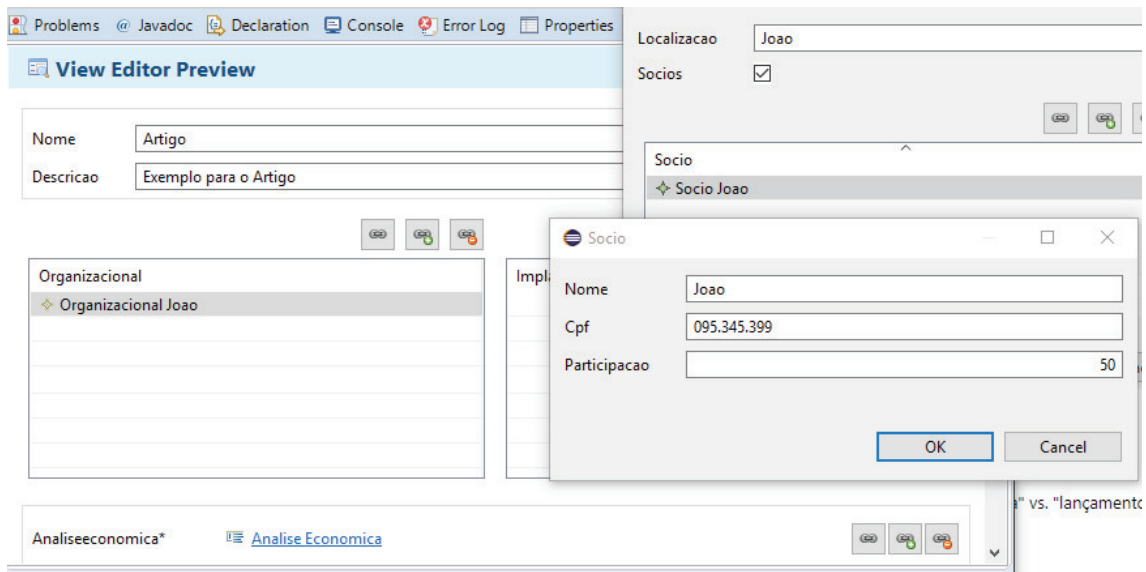 Problems @ Javadoc Declaration Console Error Log Properties
View Editor Preview
Nome Artigo
Descricao Exemplo para o Artigo
Organizacional
Organizacional Joao
Analiseeconomica* Analise Economica
Localizacao Joao
Socios
Socio
Socio Joao
Socio
Nome Joao
Cpf 095.345.399
Participacao 50
OK Cancel
vs. "lançamento